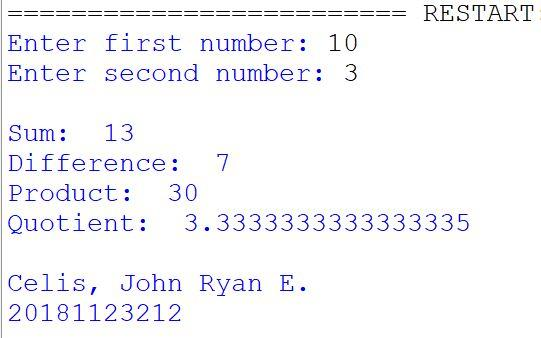 ========================== RESTART:
Enter first number: 10
Enter second number: 3
Sum:  13
Difference:  7
Product:  30
Quotient:  3.3333333333333335
Celis, John Ryan E.
20181123212